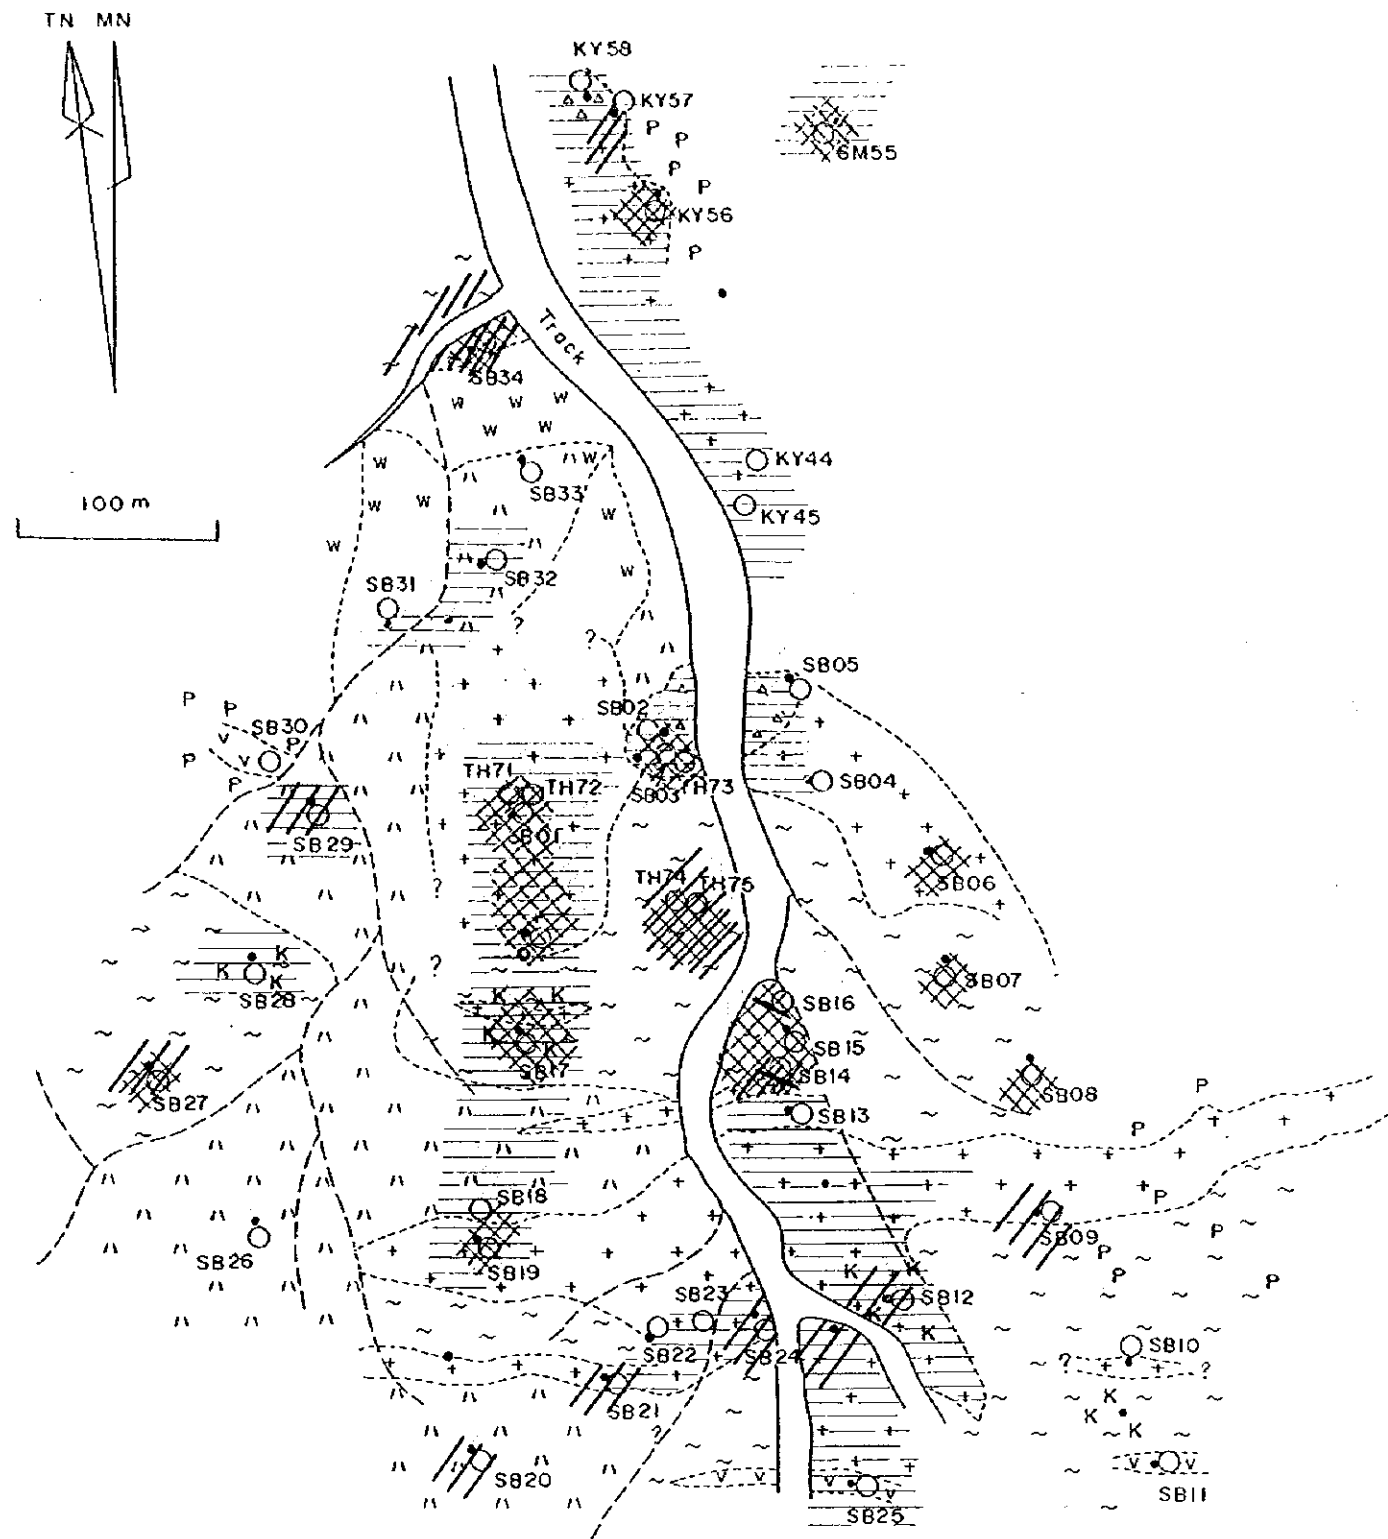 TN MN
KY58
KY57
P
P
GM55
P
P
KY56
P
Track
SB34
W W W
W W
W W
SB33
KY44
W W
W
KY45
W
100 m
SB32
W
SB31
?
?
SB05
P
P
SB02
SB30
V
P
V
P
P
TH71 TH72
SB03 TH73
SB04
SB01
SB29
TH74 TH75
?
SB06
?
K
K
K
SB28
SB07
K K
SB16
K
K
SB15
SB17
SB14
SB27
SB08
SB13
P
P
SB18
P
SB09
P
SB26
SB19
P
K K
P
P
SB23
SB12
K
K
SB22
SB24
SB10
? ?
K
K
K
SB21
?
SB20
V V V V
V V
SB11
SB25